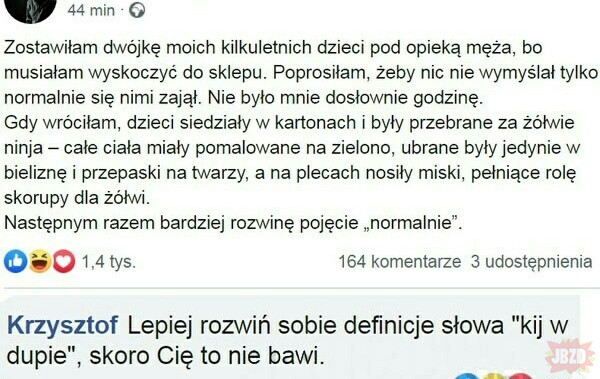 44 min ·
Zostawiłam dwójkę moich kilkuletnich dzieci pod opieką męża, bo
musiałam wyskoczyć do sklepu. Poprosiłam, żeby nic nie wymyślał tylko
normalnie się nimi zajął. Nie było mnie dosłownie godzinę.
Gdy wróciłam, dzieci siedziały w kartonach i były przebrane za żółwie
ninja – całe ciała miały pomalowane na zielono, ubrane były jedynie w
bieliznę i przepaski na twarzy, a na plecach nosiły miski, pełniące rolę
skorupy dla żółwi.
Następnym razem bardziej rozwinę pojęcie „normalnie”.
1,4 tys. 164 komentarze 3 udostępnienia
Krzysztof Lepiej rozwiń sobie definicje słowa "kij w
dupie", skoro Cię to nie bawi.
JBZD